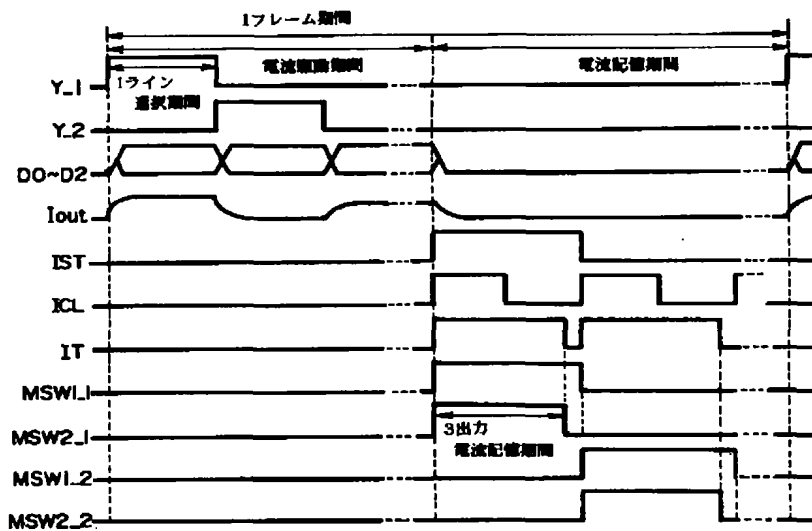 1フレーム期間
電流駆動期間
電流記憶期間
Y_1
1ライン
選択期間
Y_2
D0~D2
Iout
IST
ICL
IT
MSW1_1
MSW2_1
3出力
電流記憶期間
MSW1_2
MSW2_2